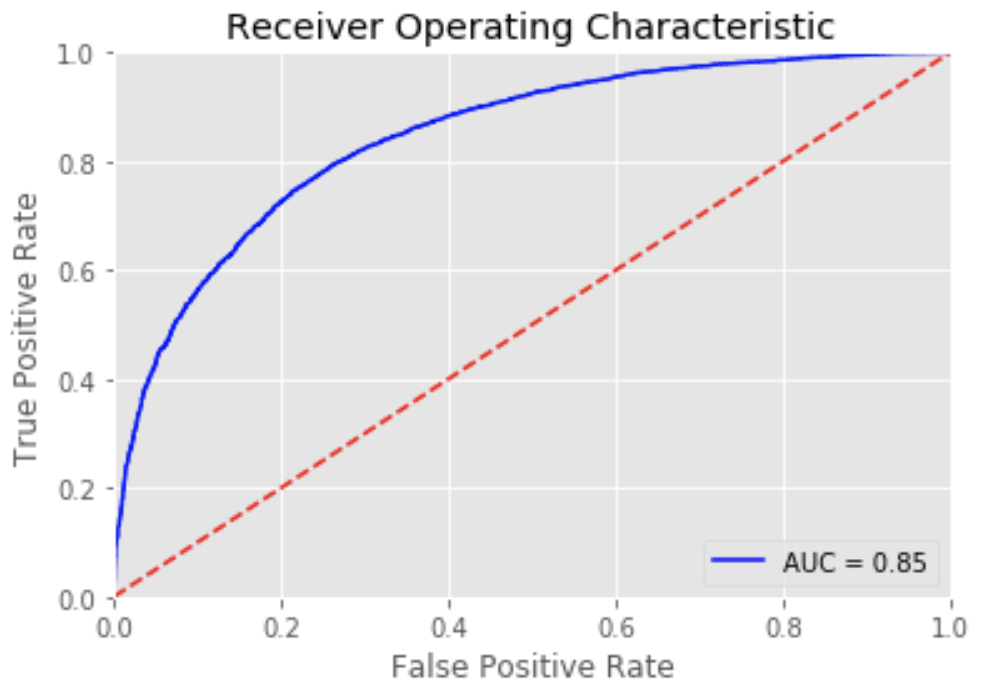 Receiver Operating Characteristic
1.0
0.8
0.6
0.4
0.2
0.0
True Positive Rate
AUC = 0.85
0.0 0.2 0.4 0.6 0.8 1.0
False Positive Rate